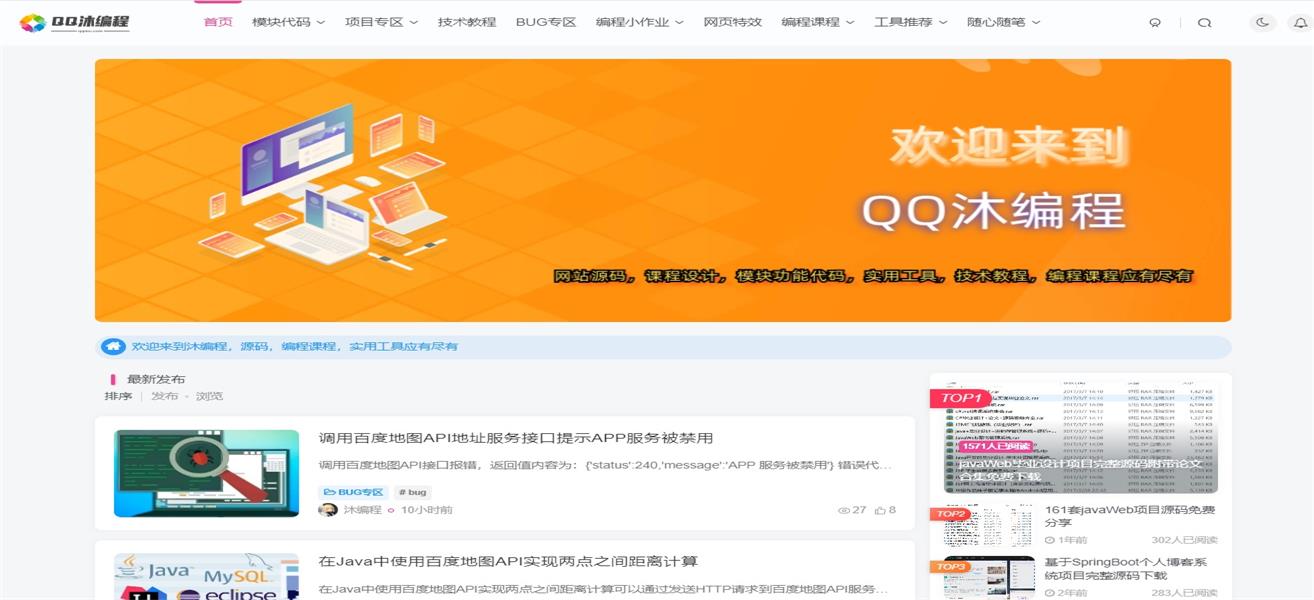 QQ沐编程
首页 模块代码 项目专区 技术教程 BUG专区 编程小作业 网页特效 编程课程 工具推荐 随心随笔
欢迎来到
QQ沐编程
网站源码，课程设计，模块功能代码，实用工具，技术教程，编程课程应有尽有
欢迎来到沐编程，源码，编程课程，实用工具应有尽有
最新发布
排序 发布 浏览
调用百度地图API地址服务接口提示APP服务被禁用
调用百度地图API接口报错，返回值内容为：{'status':240,'message':'APP 服务被禁用'} 错误代…
BUG专区 # bug
沐编程 10小时前 27 8
Java MySQL
eclipse
在Java中使用百度地图API实现两点之间距离计算
在Java中使用百度地图API实现两点之间距离计算可以通过发送HTTP请求到百度地图API服务…
TOP1
1571人已阅读
javaWeb毕业设计项目完整源码附带论文
合集免费下载
TOP2
161套javaWeb项目源码免费
分享
1年前 302人已阅读
TOP3
基于SpringBoot个人博客系
统项目完整源码下载
2年前 283人已阅读